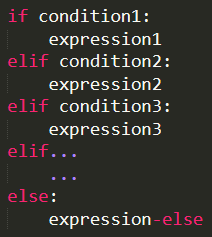 if condition1:
    expression1
elif condition2:
    expression2
elif condition3:
    expression3
elif...
    ...
else:
    expression-else